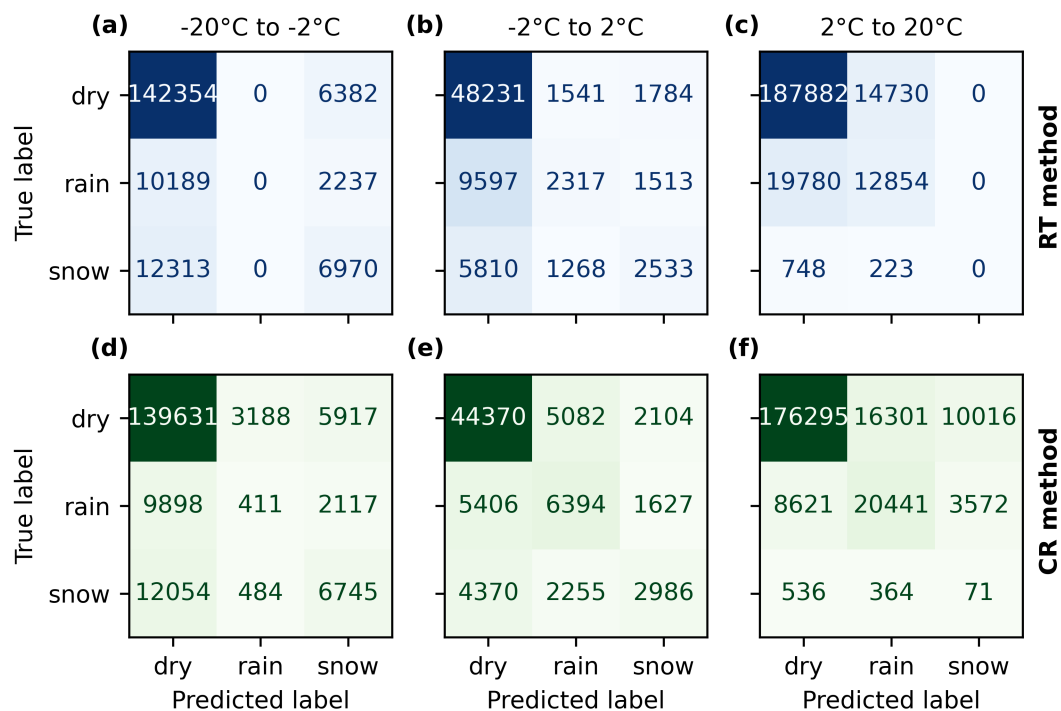 (a) -20°C to -2°C (b) -2°C to 2°C (c) 2°C to 20°C
True label
RT method
dry 142354 0 6382 48231 1541 1784 187882 14730 0
rain 10189 0 2237 9597 2317 1513 19780 12854 0
snow 12313 0 6970 5810 1268 2533 748 223 0
(d) (e) (f)
True label
CR method
dry 139631 3188 5917 44370 5082 2104 176295 16301 10016
rain 9898 411 2117 5406 6394 1627 8621 20441 3572
snow 12054 484 6745 4370 2255 2986 536 364 71
dry rain snow dry rain snow dry rain snow
Predicted label Predicted label Predicted label